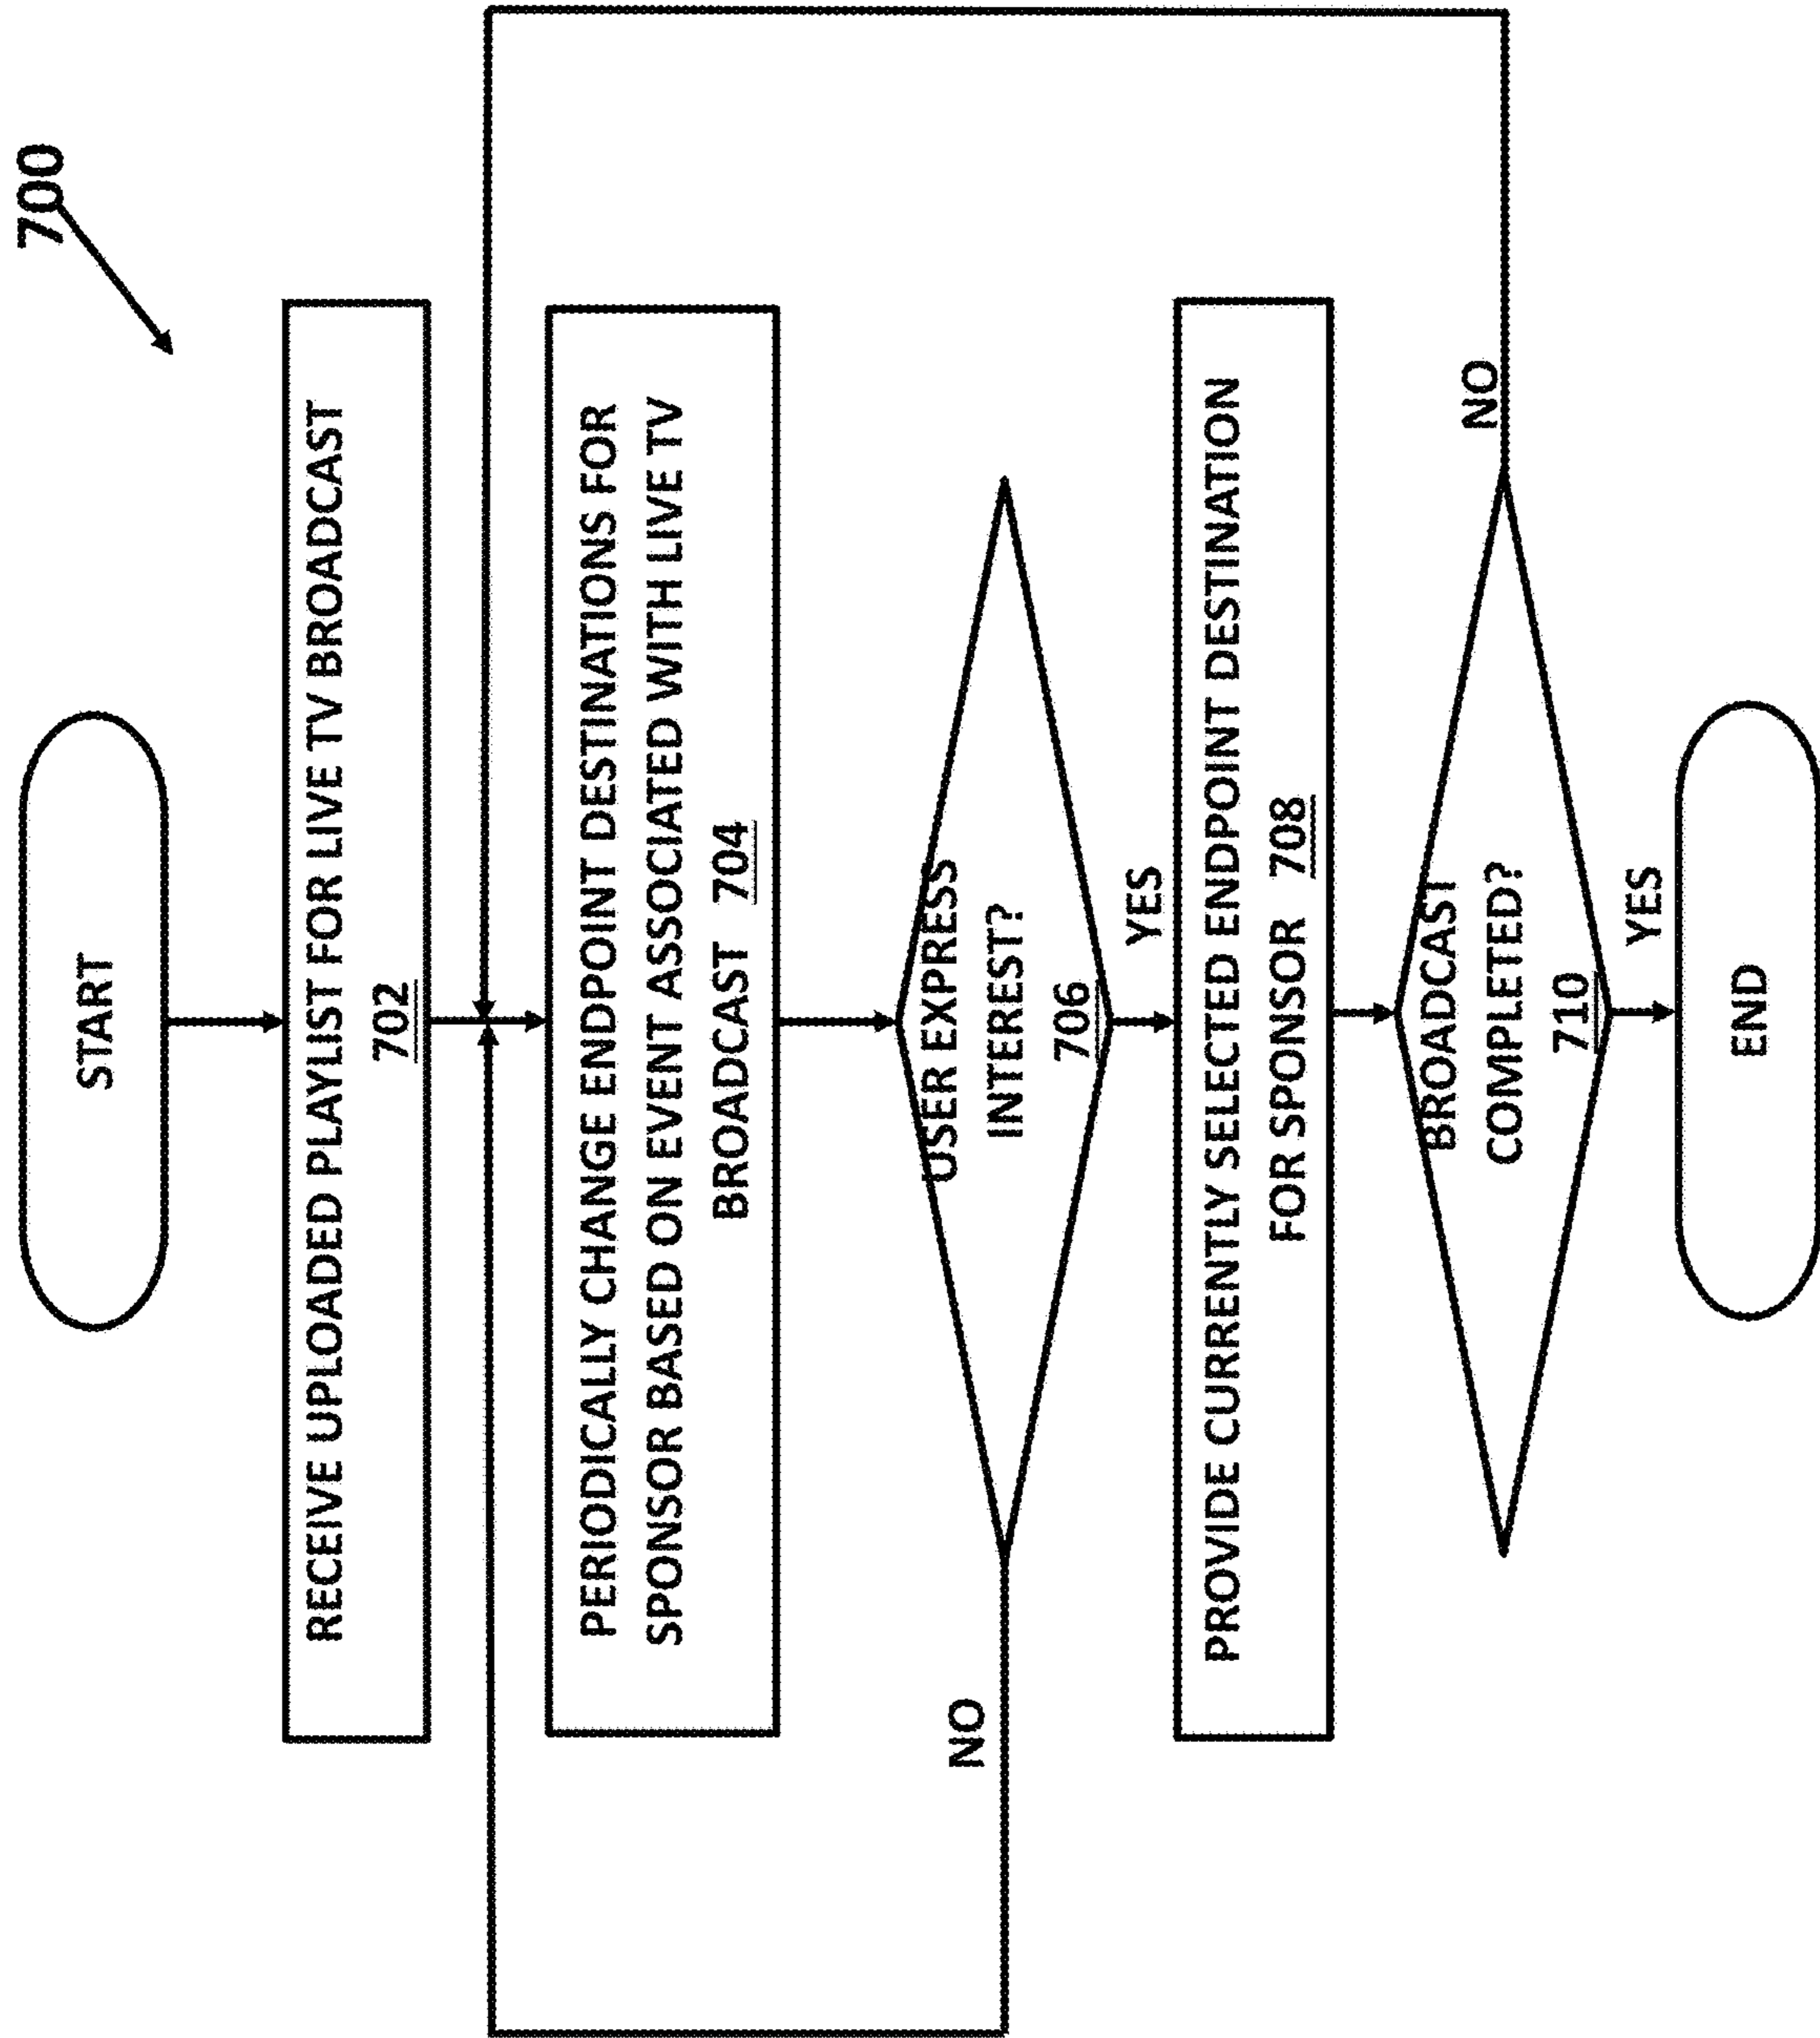 700
START
RECEIVE UPLOADED PLAYLIST FOR LIVE TV BROADCAST
702
PERIODICALLY CHANGE ENDPOINT DESTINATIONS FOR
SPONSOR BASED ON EVENT ASSOCIATED WITH LIVE TV
BROADCAST 704
USER EXPRESS
INTEREST?
706
NO
YES
PROVIDE CURRENTLY SELECTED ENDPOINT DESTINATION
FOR SPONSOR 708
BROADCAST
COMPLETED?
710
NO
YES
END